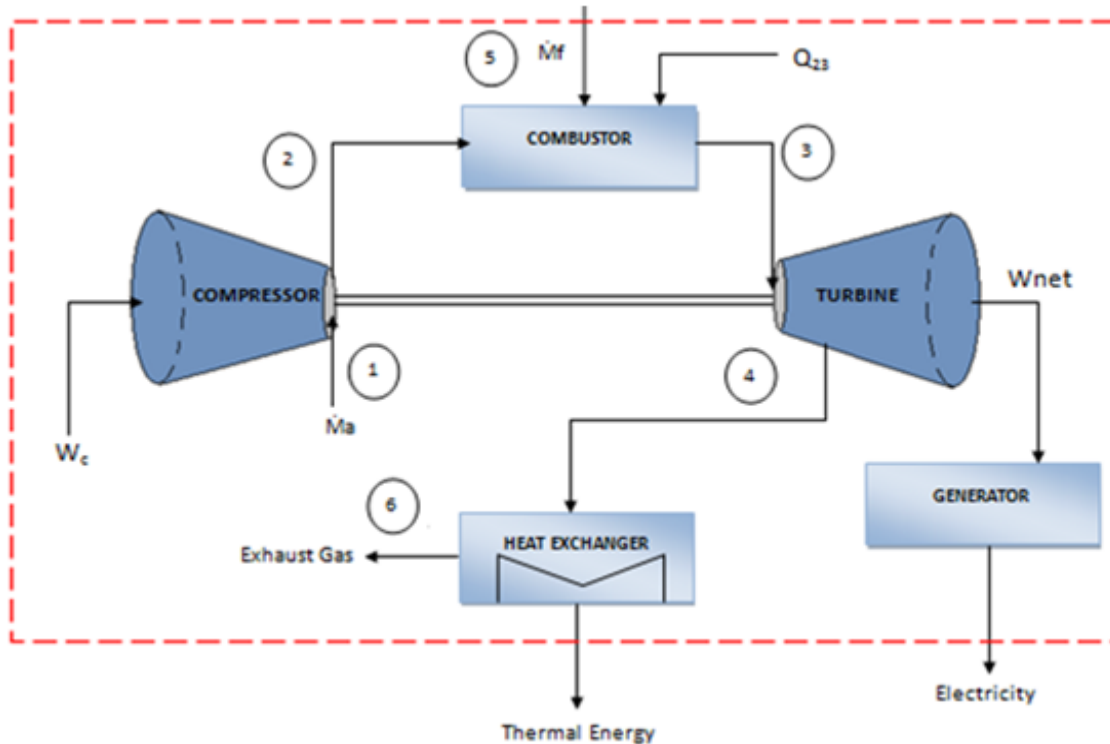 5
Ṁf
Q₂₃
COMBUSTOR
2
3
COMPRESSOR
TURBINE
Wnet
1
4
Ṁa
W꜀
6
GENERATOR
HEAT EXCHANGER
Exhaust Gas
Electricity
Thermal Energy